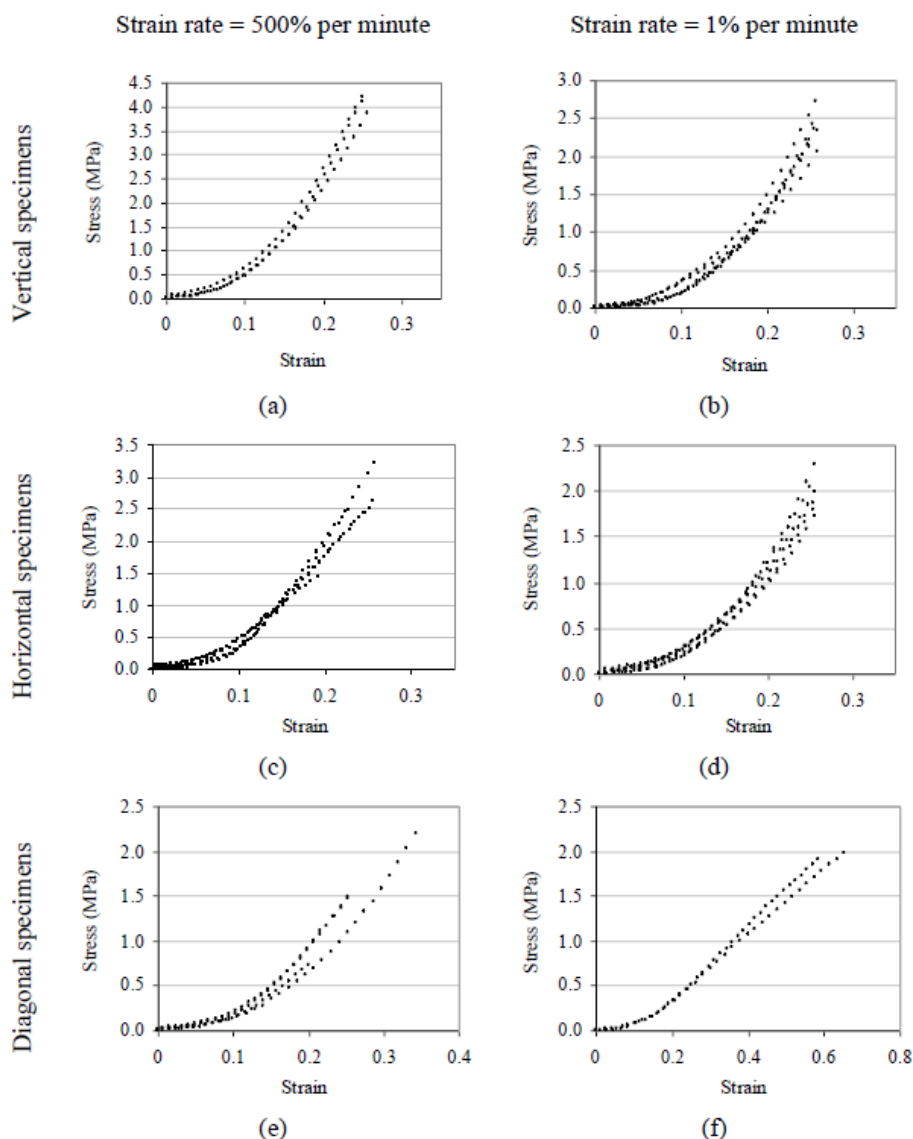 Strain rate = 500% per minute
Strain rate = 1% per minute
Vertical specimens
Stress (MPa)
4.5
4.0
3.5
3.0
2.5
2.0
1.5
1.0
0.5
0.0
0 0.1 0.2 0.3
Strain
(a)
Stress (MPa)
3.0
2.5
2.0
1.5
1.0
0.5
0.0
0 0.1 0.2 0.3
Strain
(b)
Horizontal specimens
Stress (MPa)
3.5
3.0
2.5
2.0
1.5
1.0
0.5
0.0
0 0.1 0.2 0.3
Strain
(c)
Stress (MPa)
2.5
2.0
1.5
1.0
0.5
0.0
0 0.1 0.2 0.3
Strain
(d)
Diagonal specimens
Stress (MPa)
2.5
2.0
1.5
1.0
0.5
0.0
0 0.1 0.2 0.3 0.4
Strain
(e)
Stress (MPa)
2.5
2.0
1.5
1.0
0.5
0.0
0 0.2 0.4 0.6 0.8
Strain
(f)